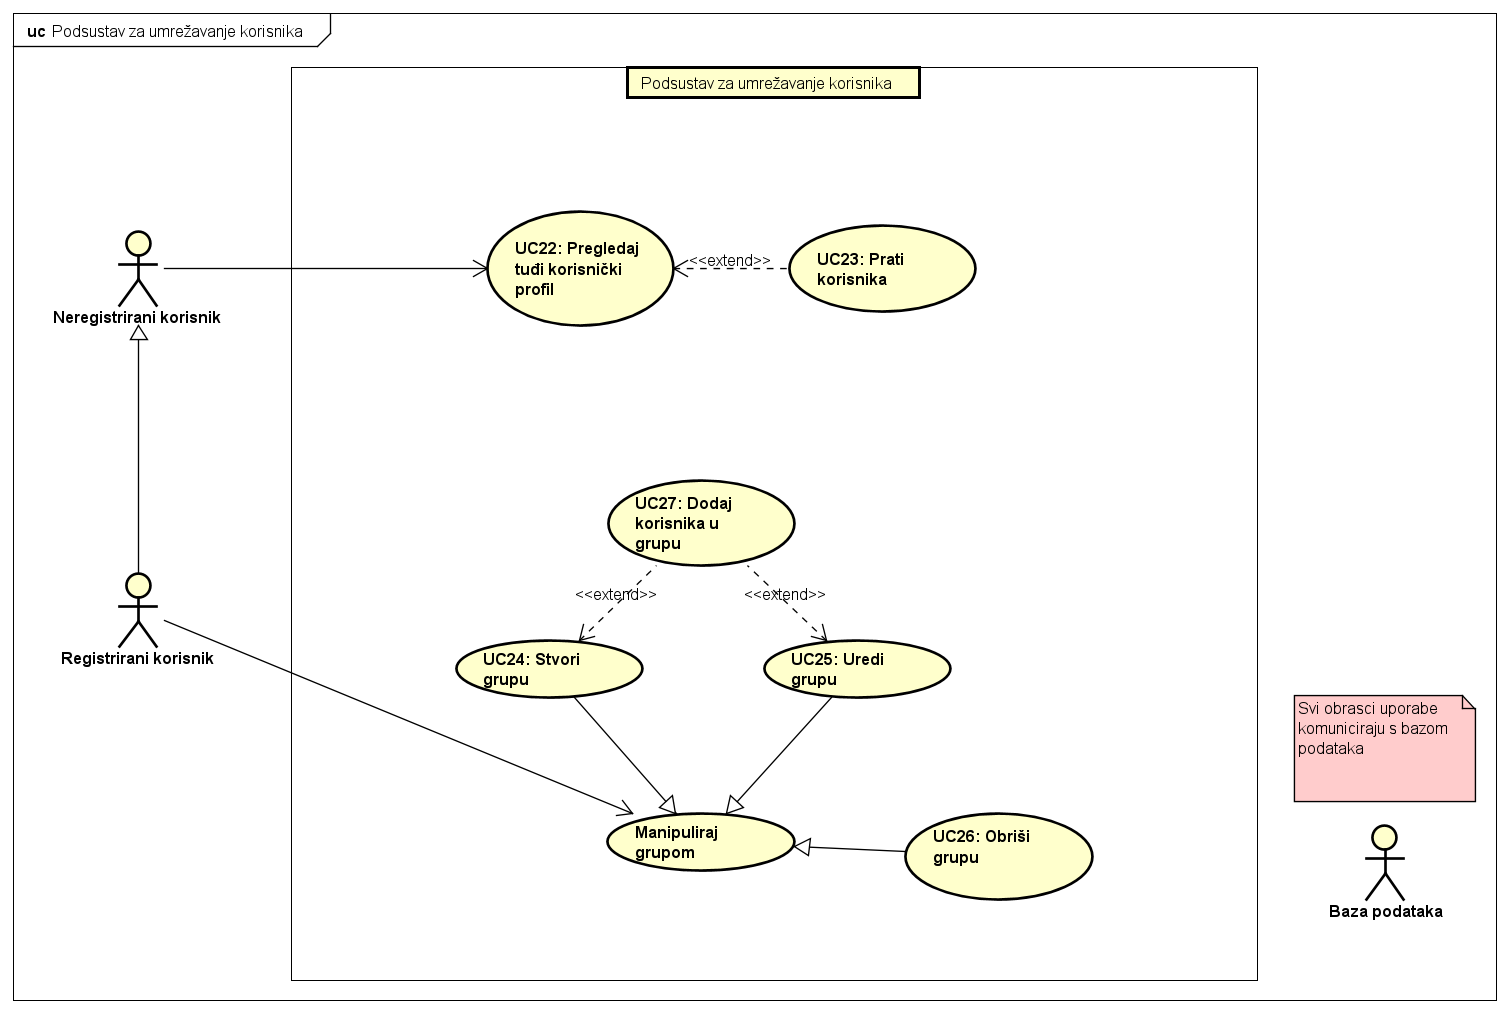 uc Podsustav za umrežavanje korisnika
Podsustav za umrežavanje korisnika
Neregistrirani korisnik
UC22: Pregledaj
tuđi korisnički
profil
<<extend>>
UC23: Prati
korisnika
UC27: Dodaj
korisnika u
grupu
<<extend>>
<<extend>>
Registrirani korisnik
UC24: Stvori
grupu
UC25: Uredi
grupu
Svi obrasci uporabe
komuniciraju s bazom
podataka
Manipuliraj
grupom
UC26: Obriši
grupu
Baza podataka